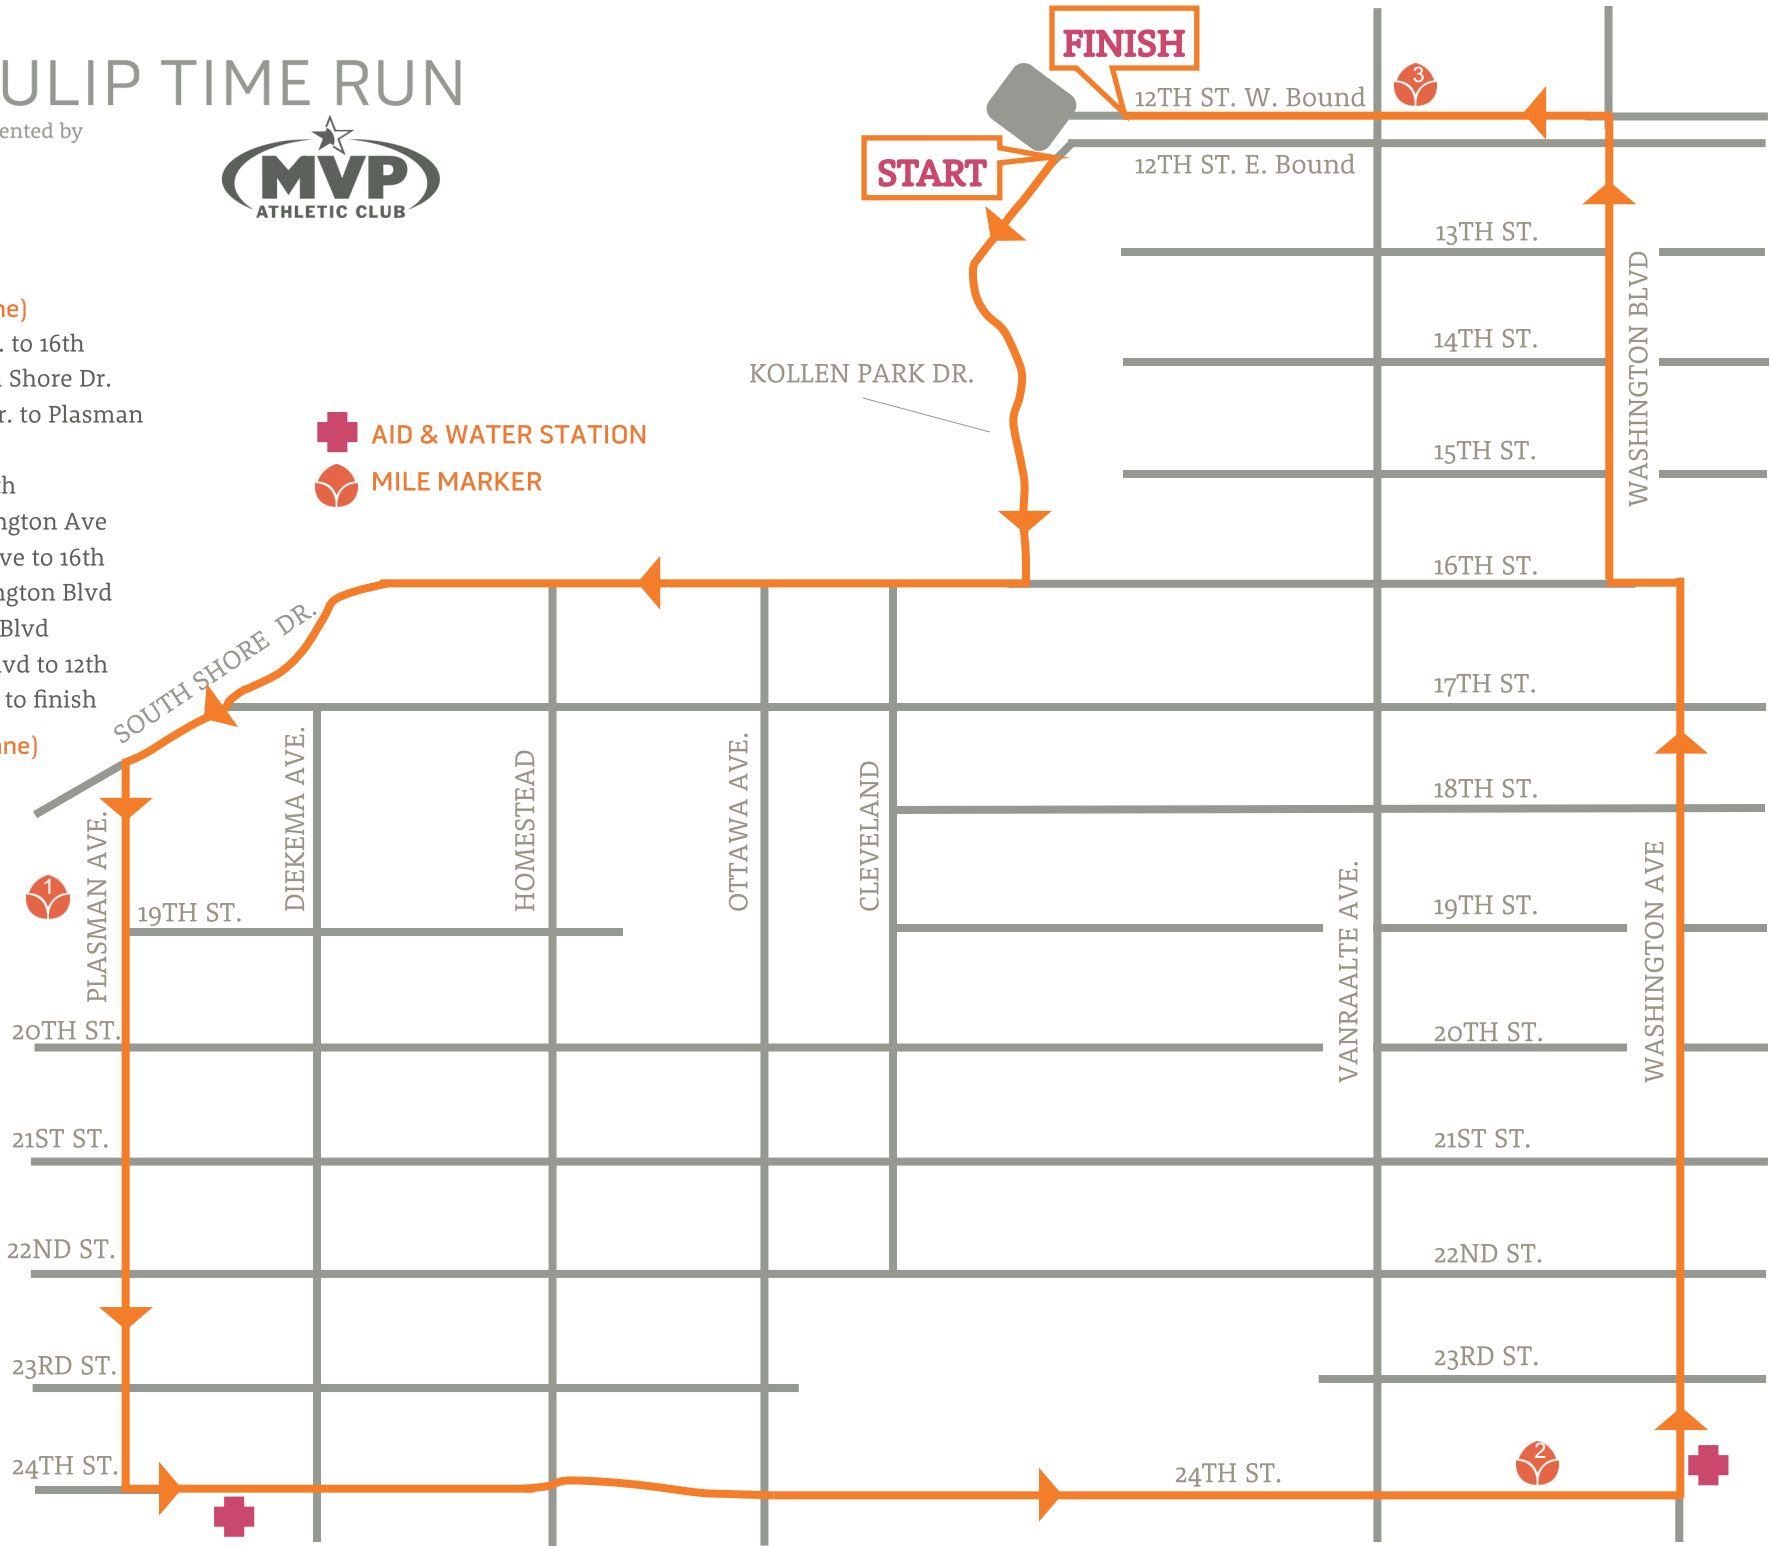 ULIP TIME RUN
ented by
MVP
ATHLETIC CLUB
FINISH
3
12TH ST. W. Bound
START
12TH ST. E. Bound
13TH ST.
WASHINGTON BLVD
ne)
. to 16th
14TH ST.
Shore Dr.
KOLLEN PARK DR.
r. to Plasman
AID & WATER STATION
15TH ST.
MILE MARKER
th
ngton Ave
ve to 16th
16TH ST.
ngton Blvd
SOUTH SHORE DR.
Blvd
lvd to 12th
17TH ST.
to finish
ne)
DIEKEMA AVE.
HOMESTEAD
OTTAWA AVE.
CLEVELAND
18TH ST.
PLASMAN AVE.
1
19TH ST.
VANRAALTE AVE.
19TH ST.
WASHINGTON AVE
20TH ST.
20TH ST.
21ST ST.
21ST ST.
22ND ST.
22ND ST.
23RD ST.
23RD ST.
24TH ST.
24TH ST.
2